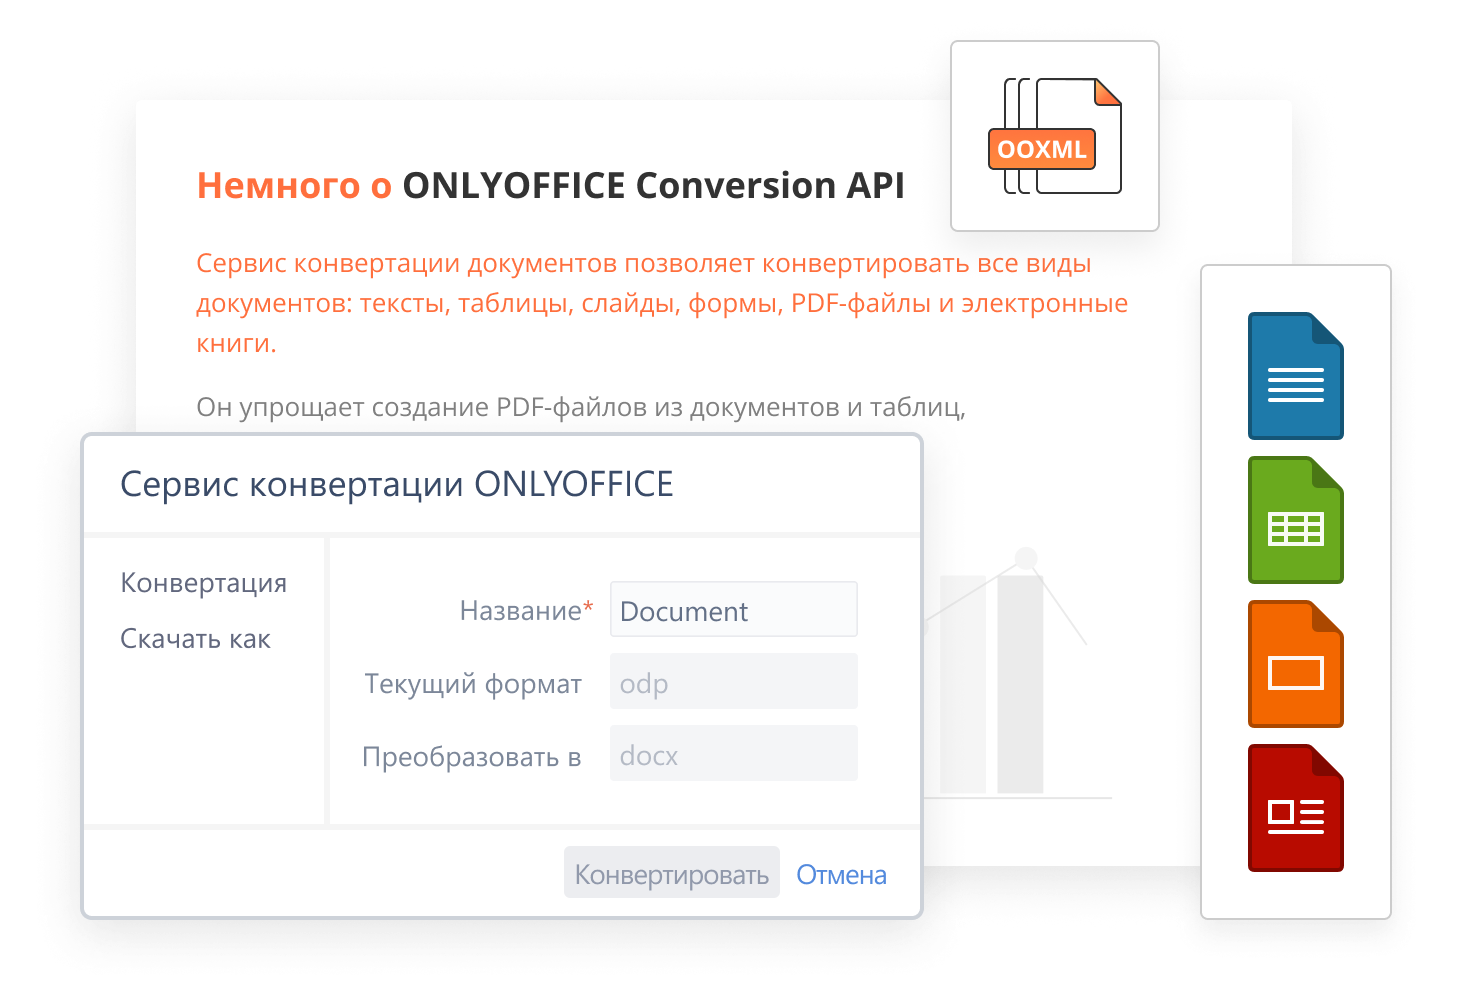 OOXML
Немного о ONLYOFFICE Conversion API
Сервис конвертации документов позволяет конвертировать все виды
документов: тексты, таблицы, слайды, формы, PDF-файлы и электронные
книги.
Он упрощает создание PDF-файлов из документов и таблиц,
Сервис конвертации ONLYOFFICE
Конвертация
Скачать как
Название* Document
Текущий формат odp
Преобразовать в docx
Конвертировать Отмена